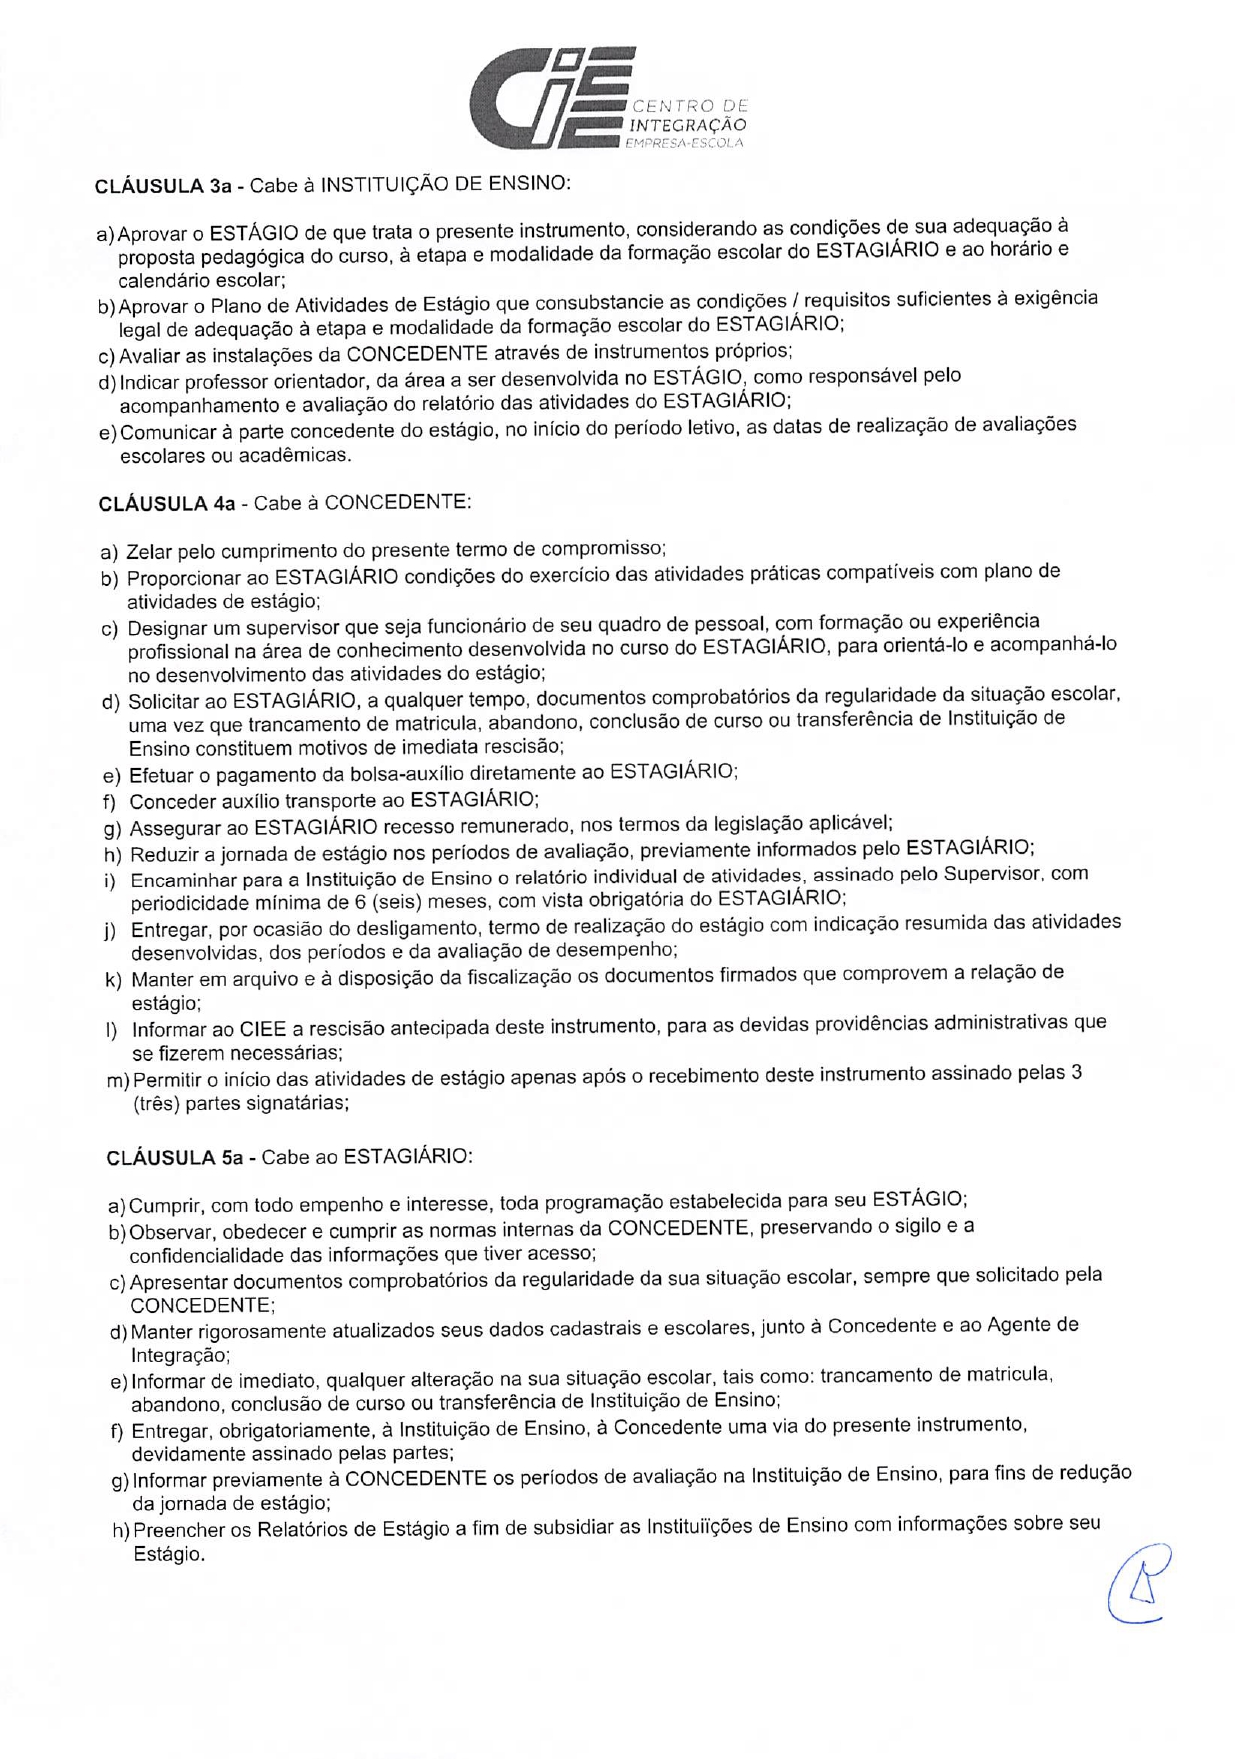 CIEE
CENTRO DE
INTEGRAÇÃO
EMPRESA-ESCOLA
CLÁUSULA 3a - Cabe à INSTITUIÇÃO DE ENSINO:
a) Aprovar o ESTÁGIO de que trata o presente instrumento, considerando as condições de sua adequação à
proposta pedagógica do curso, à etapa e modalidade da formação escolar do ESTAGIÁRIO e ao horário e
calendário escolar;
b) Aprovar o Plano de Atividades de Estágio que consubstancie as condições / requisitos suficientes à exigência
legal de adequação à etapa e modalidade da formação escolar do ESTAGIÁRIO;
c) Avaliar as instalações da CONCEDENTE através de instrumentos próprios;
d) Indicar professor orientador, da área a ser desenvolvida no ESTÁGIO, como responsável pelo
acompanhamento e avaliação do relatório das atividades do ESTAGIÁRIO;
e) Comunicar à parte concedente do estágio, no início do período letivo, as datas de realização de avaliações
escolares ou acadêmicas.
CLÁUSULA 4a - Cabe à CONCEDENTE:
a) Zelar pelo cumprimento do presente termo de compromisso;
b) Proporcionar ao ESTAGIÁRIO condições do exercício das atividades práticas compatíveis com plano de
atividades de estágio;
c) Designar um supervisor que seja funcionário de seu quadro de pessoal, com formação ou experiência
profissional na área de conhecimento desenvolvida no curso do ESTAGIÁRIO, para orientá-lo e acompanhá-lo
no desenvolvimento das atividades do estágio;
d) Solicitar ao ESTAGIÁRIO, a qualquer tempo, documentos comprobatórios da regularidade da situação escolar,
uma vez que trancamento de matricula, abandono, conclusão de curso ou transferência de Instituição de
Ensino constituem motivos de imediata rescisão;
e) Efetuar o pagamento da bolsa-auxílio diretamente ao ESTAGIÁRIO;
f) Conceder auxílio transporte ao ESTAGIÁRIO;
g) Assegurar ao ESTAGIÁRIO recesso remunerado, nos termos da legislação aplicável;
h) Reduzir a jornada de estágio nos períodos de avaliação, previamente informados pelo ESTAGIÁRIO;
i) Encaminhar para a Instituição de Ensino o relatório individual de atividades, assinado pelo Supervisor, com
periodicidade mínima de 6 (seis) meses, com vista obrigatória do ESTAGIÁRIO;
j) Entregar, por ocasião do desligamento, termo de realização do estágio com indicação resumida das atividades
desenvolvidas, dos períodos e da avaliação de desempenho;
k) Manter em arquivo e à disposição da fiscalização os documentos firmados que comprovem a relação de
estágio;
l) Informar ao CIEE a rescisão antecipada deste instrumento, para as devidas providências administrativas que
se fizerem necessárias;
m) Permitir o início das atividades de estágio apenas após o recebimento deste instrumento assinado pelas 3
(três) partes signatárias;
CLÁUSULA 5a - Cabe ao ESTAGIÁRIO:
a) Cumprir, com todo empenho e interesse, toda programação estabelecida para seu ESTÁGIO;
b) Observar, obedecer e cumprir as normas internas da CONCEDENTE, preservando o sigilo e a
confidencialidade das informações que tiver acesso;
c) Apresentar documentos comprobatórios da regularidade da sua situação escolar, sempre que solicitado pela
CONCEDENTE;
d) Manter rigorosamente atualizados seus dados cadastrais e escolares, junto à Concedente e ao Agente de
Integração;
e) Informar de imediato, qualquer alteração na sua situação escolar, tais como: trancamento de matricula,
abandono, conclusão de curso ou transferência de Instituição de Ensino;
f) Entregar, obrigatoriamente, à Instituição de Ensino, à Concedente uma via do presente instrumento,
devidamente assinado pelas partes;
g) Informar previamente à CONCEDENTE os períodos de avaliação na Instituição de Ensino, para fins de redução
da jornada de estágio;
h) Preencher os Relatórios de Estágio a fim de subsidiar as Instituiïções de Ensino com informações sobre seu
Estágio.